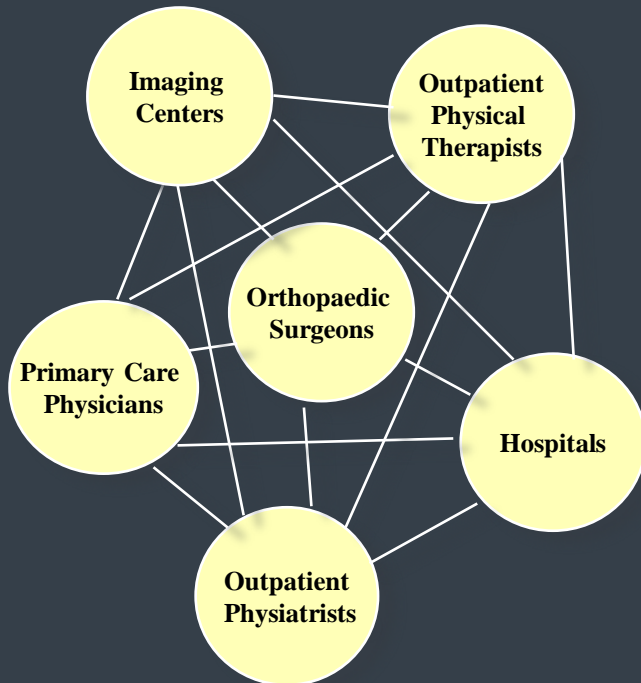 Imaging
Centers
Outpatient
Physical
Therapists
Orthopaedic
Surgeons
Primary Care
Physicians
Hospitals
Outpatient
Physiatrists